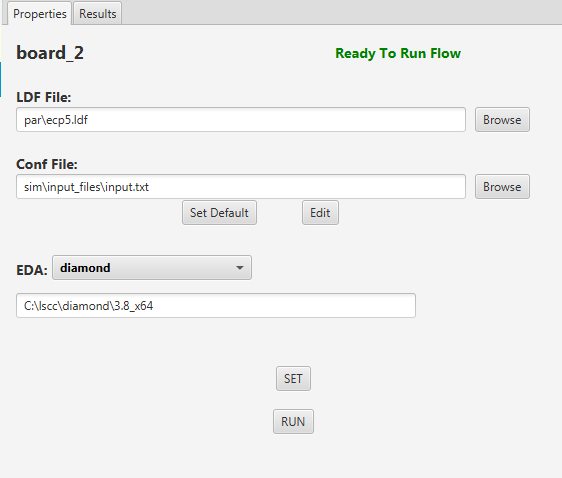 Properties Results
board_2 Ready To Run Flow
LDF File:
par\ecp5.ldf Browse
Conf File:
sim\input_files\input.txt Browse
Set Default Edit
EDA: diamond
C:\lscc\diamond\3.8_x64
SET
RUN